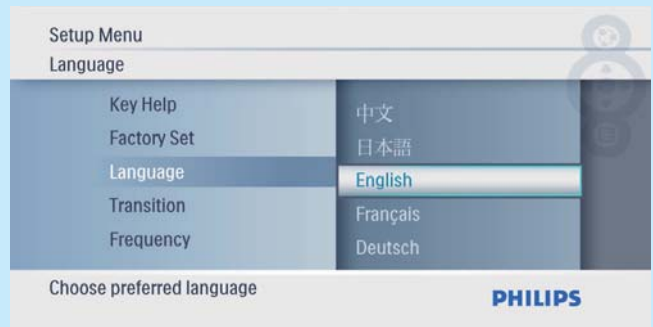 Setup Menu
Language
Key Help
Factory Set
Language
Transition
Frequency
中文
日本語
English
Français
Deutsch
Choose preferred language
PHILIPS